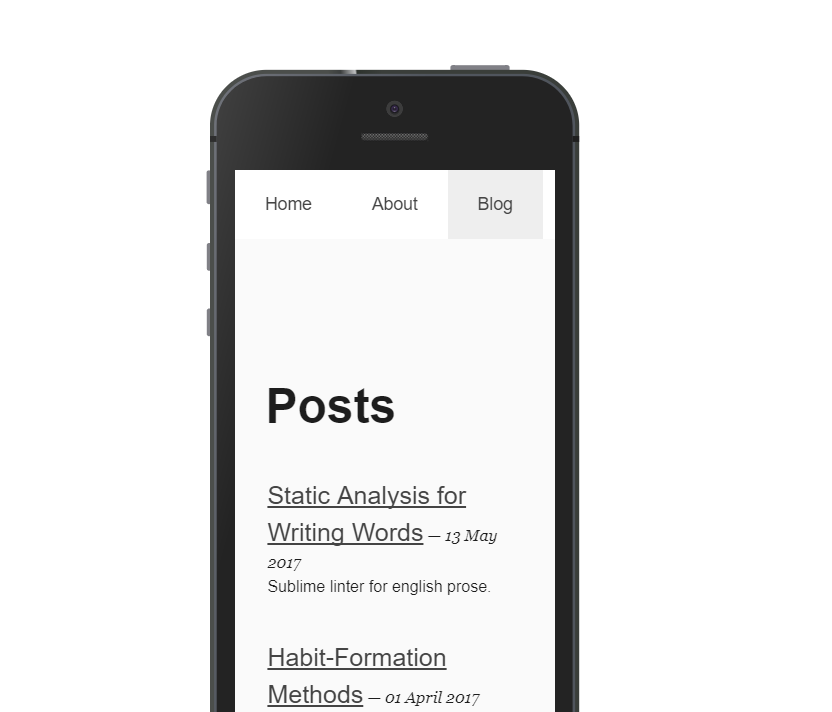 Home About Blog
Posts
Static Analysis for
Writing Words — 13 May
2017
Sublime linter for english prose.
Habit-Formation
Methods — 01 April 2017